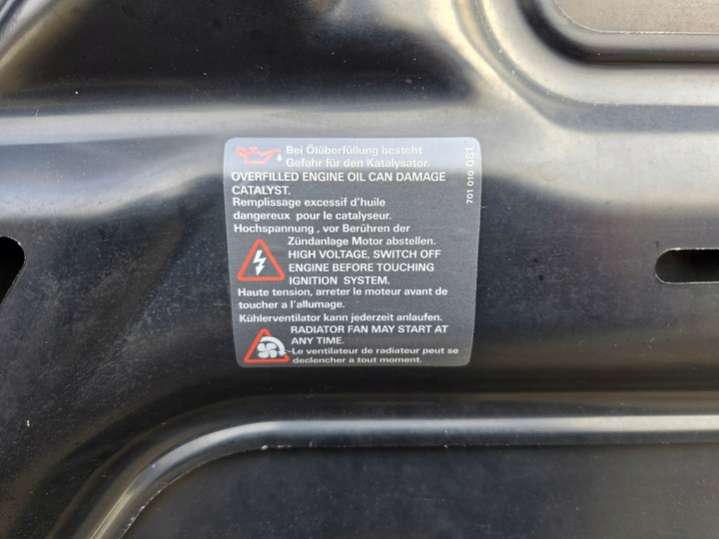 Bei Ölüberfüllung besteht
Gefahr für den Katalysator.
OVERFILLED ENGINE OIL CAN DAMAGE
CATALYST.
Remplissage excessif d'huile
dangereux pour le catalyseur.
Hochspannung, vor Berühren der
Zündanlage Motor abstellen.
HIGH VOLTAGE, SWITCH OFF
ENGINE BEFORE TOUCHING
IGNITION SYSTEM.
Haute tension, arreter le moteur avant de
toucher a l'allumage.
Kühlerventilator kann jederzeit anlaufen.
RADIATOR FAN MAY START AT
ANY TIME.
Le ventilateur de radiateur peut se
declencher a tout moment.
701 010